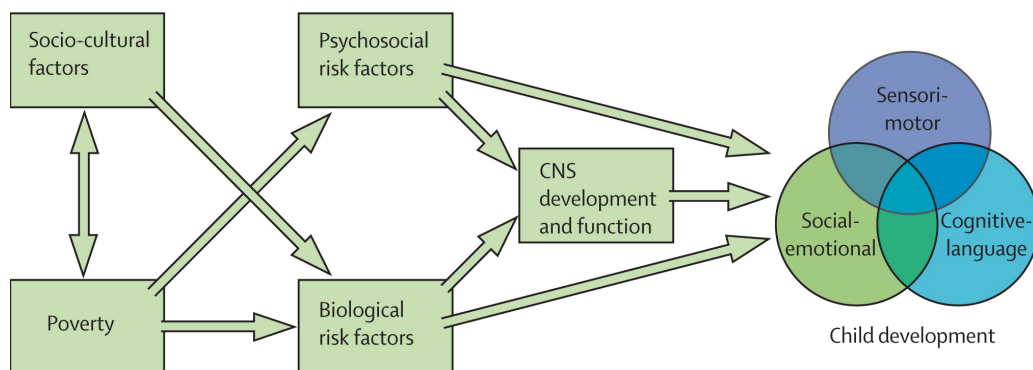 Socio-cultural
factors
Psychosocial
risk factors
Sensori-
motor
CNS
development
and function
Social-
emotional
Cognitive-
language
Poverty
Biological
risk factors
Child development